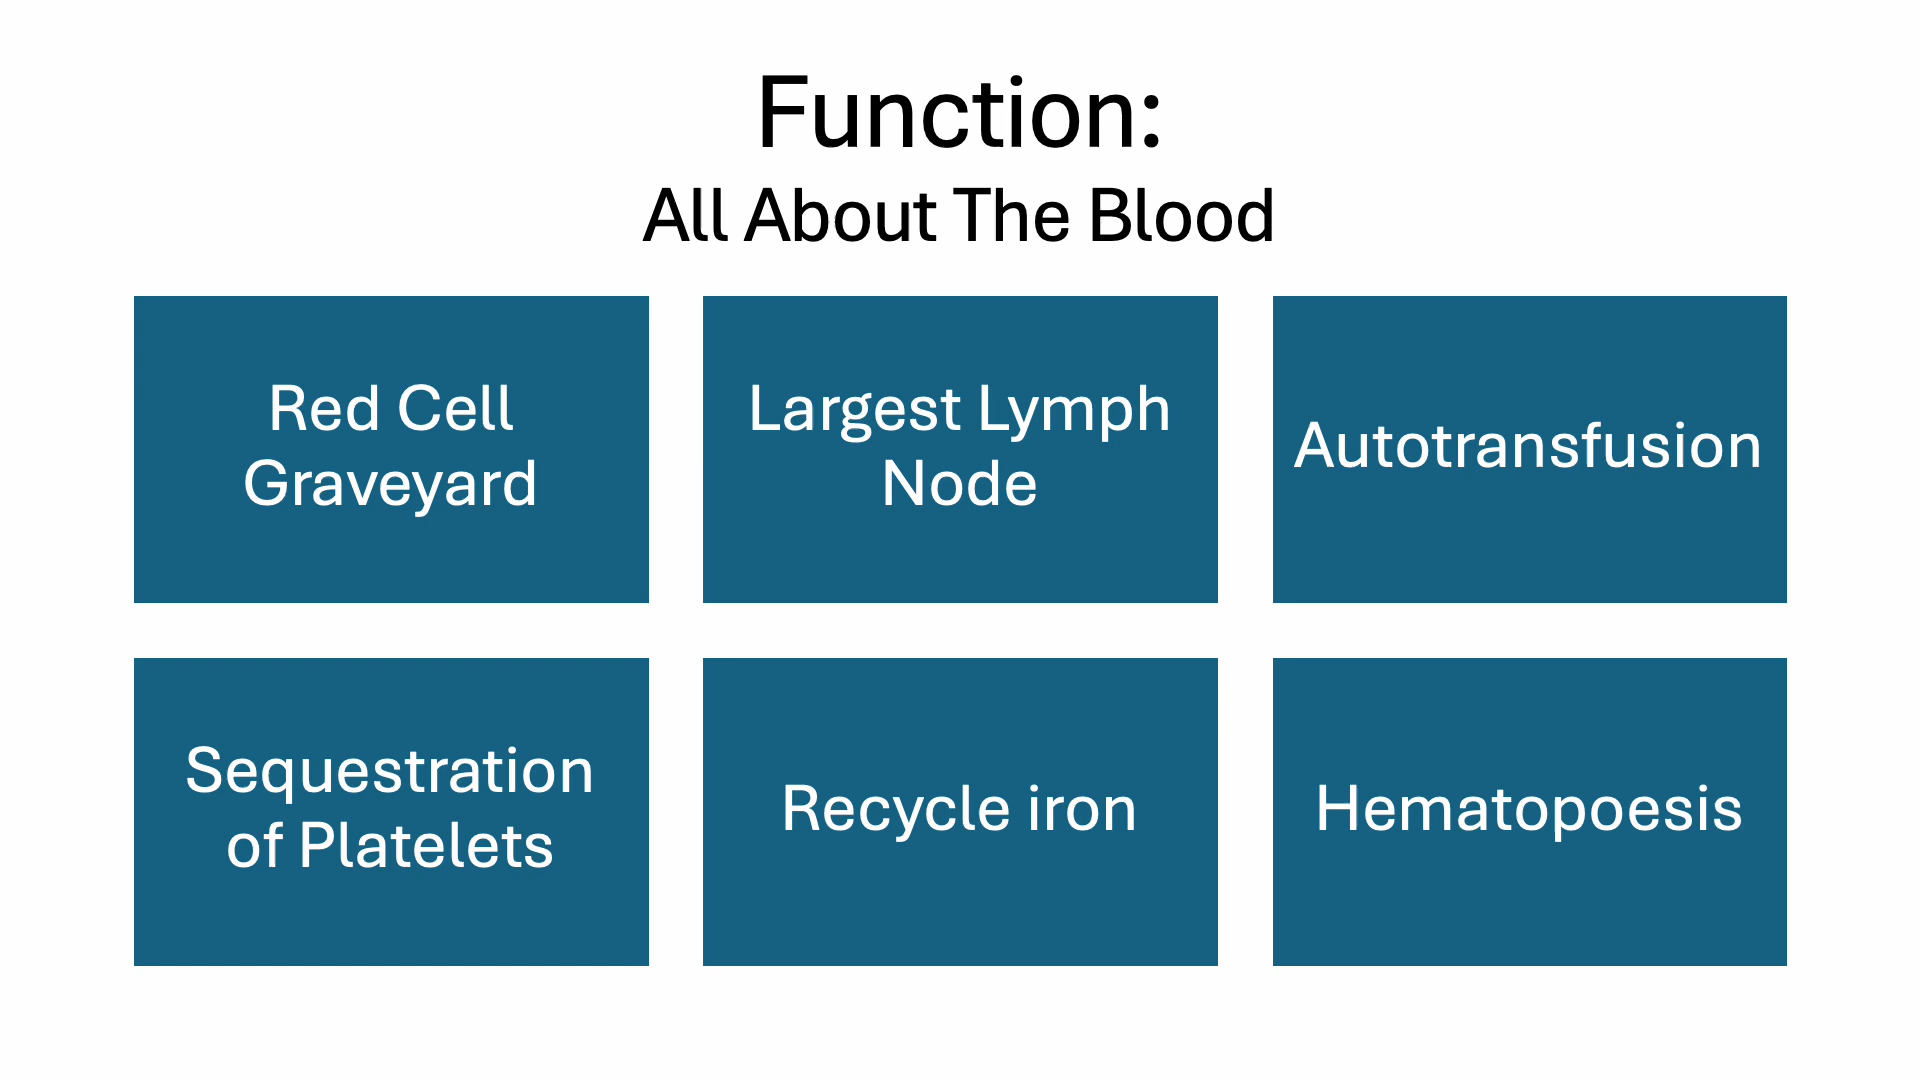 Function:
All About The Blood
Red Cell
Graveyard
Largest Lymph
Node
Autotransfusion
Sequestration
of Platelets
Recycle iron
Hematopoesis